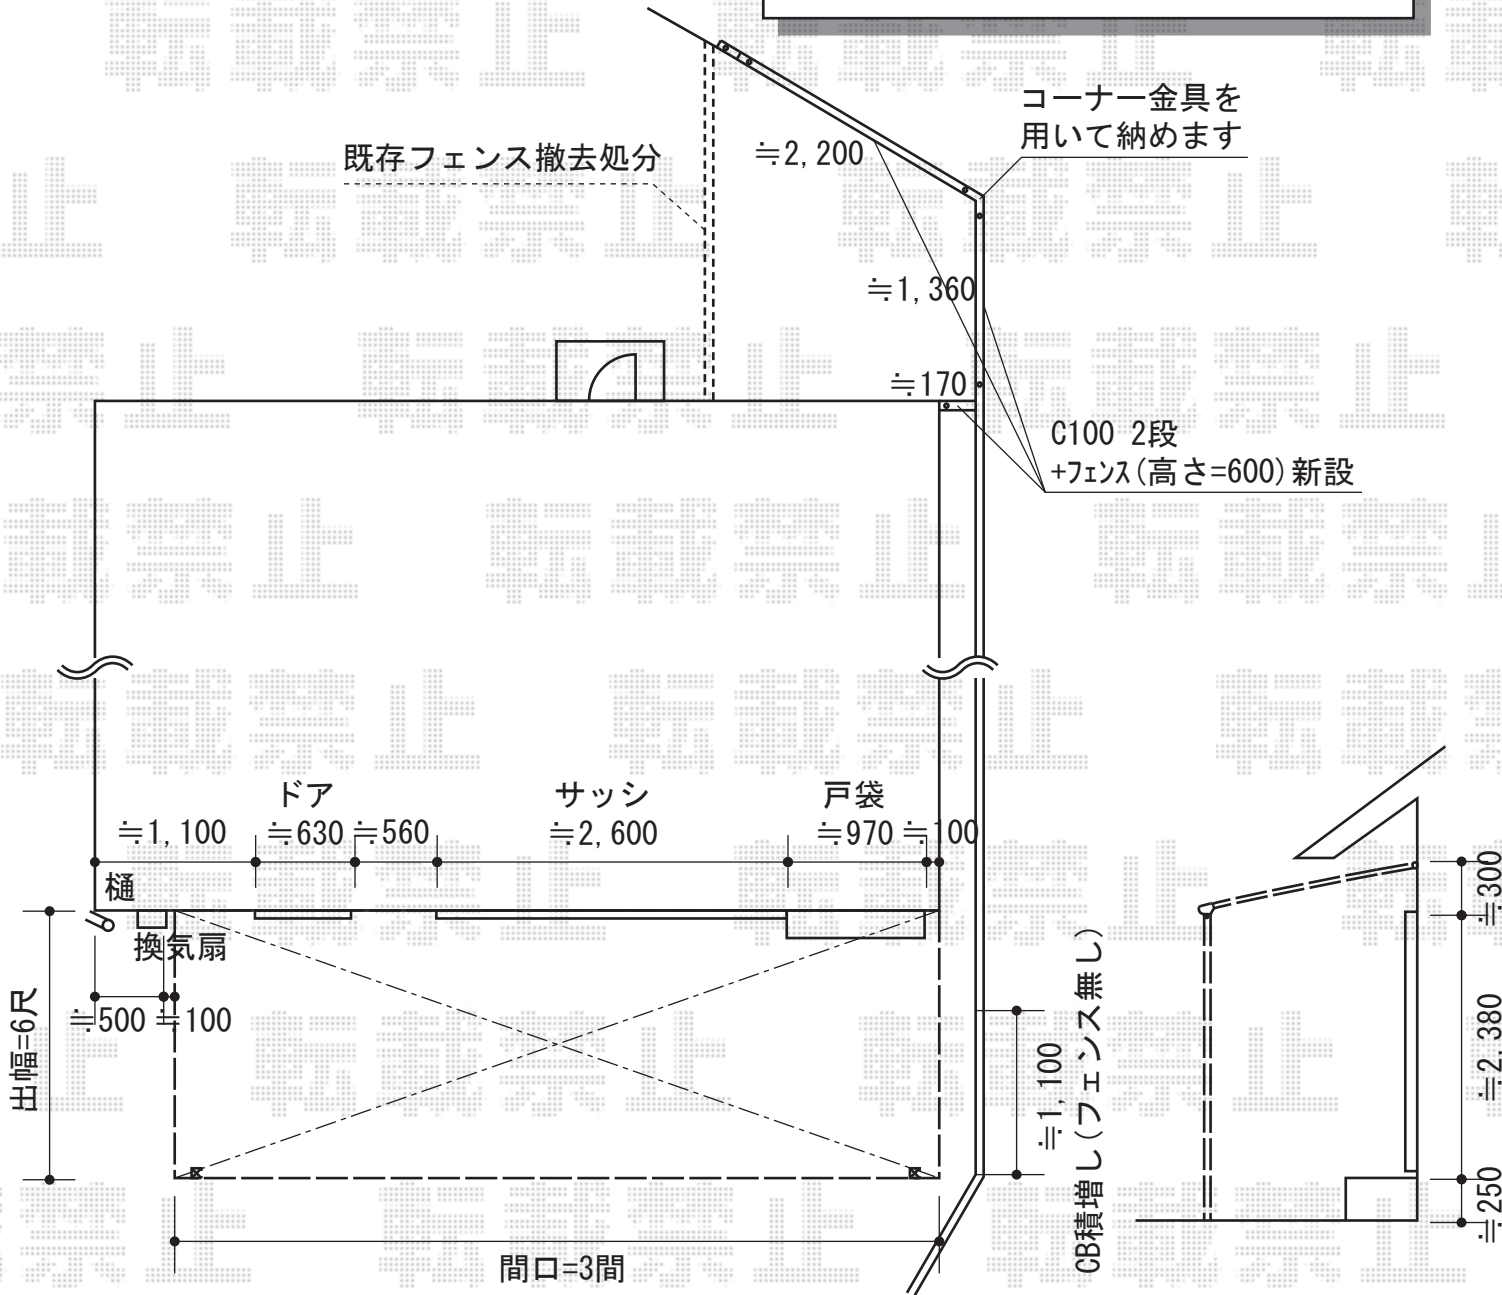 コーナー金具を
用いて納めます
既存フェンス撤去処分
≒2,200
≒1,360
≒170
C100 2段
+フェンス(高さ=600)新設
ドア
サッシ
戸袋
≒1,100
≒630
≒560
≒2,600
≒970
≒100
樋
換気扇
≒500
≒100
出幅=6尺
間口=3間
≒1,100
CB積増し(フェンス無し)
≒300
≒2,380
≒250
転載禁止